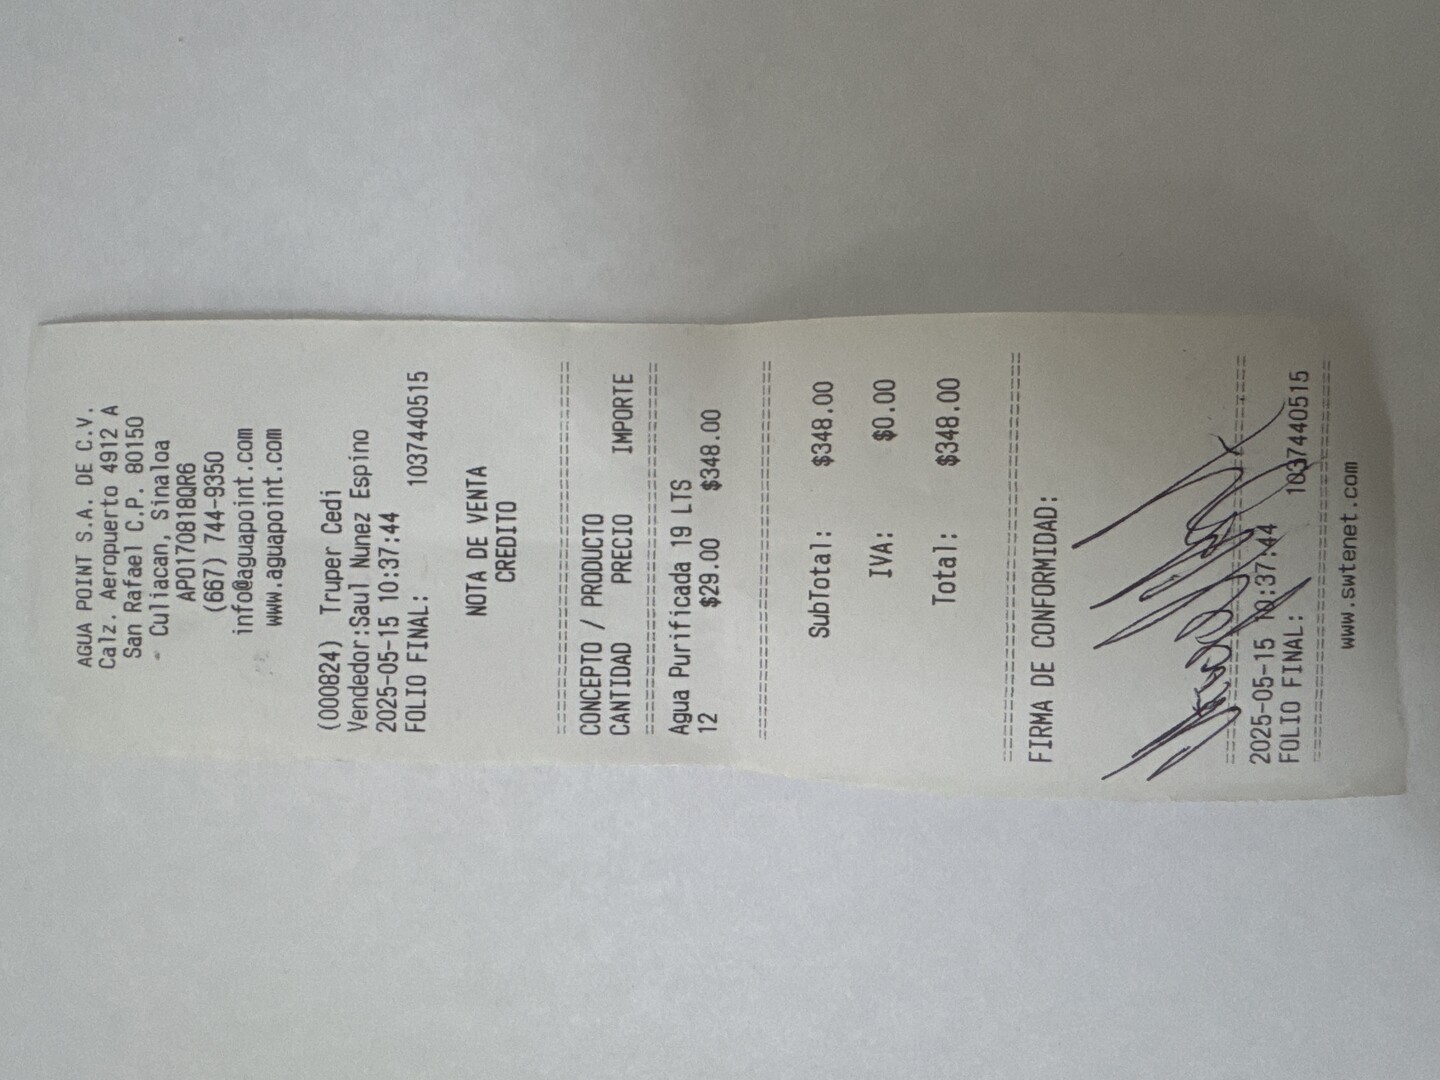 AGUA POINT S.A. DE C.V.
Calz. Aeropuerto 4912 A
San Rafael C.P. 80150
Culiacan, Sinaloa
APO170818QR6
(667) 744-9350
info@aguapoint.com
www.aguapoint.com
(000824) Truper Cedi
Vendedor:Saul Nunez Espino
2025-05-15 10:37:44
FOLIO FINAL: 1037440515
NOTA DE VENTA
CREDITO
==============================
CONCEPTO / PRODUCTO
CANTIDAD PRECIO IMPORTE
==============================
Agua Purificada 19 LTS
12 $29.00 $348.00
==============================
SubTotal: $348.00
IVA: $0.00
Total: $348.00
==============================
FIRMA DE CONFORMIDAD:
==============================
2025-05-15 10:37:44
FOLIO FINAL: 1037440515
==============================
www.swtenet.com